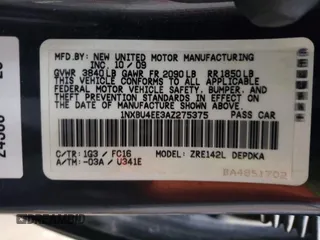 MFD. BY: NEW UNITED MOTOR MANUFACTURING
INC. 10/09
GVWR 3840LB GAWR FR 2090LB RR1850LB
THIS VEHICLE CONFORMS TO ALL APPLICABLE
FEDERAL MOTOR VEHICLE SAFETY, BUMPER,
AND THEFT PREVENTION STANDARDS IN EFFECT ON
THE DATE OF MANUFACTURE SHOWN ABOVE.
1NXBU4EE3AZ275375 PASS CAR
C/TR: 1G3 / FC16 MODEL: ZRE142L DEPDKA
A/TM: -03A / U341E
BA4051702